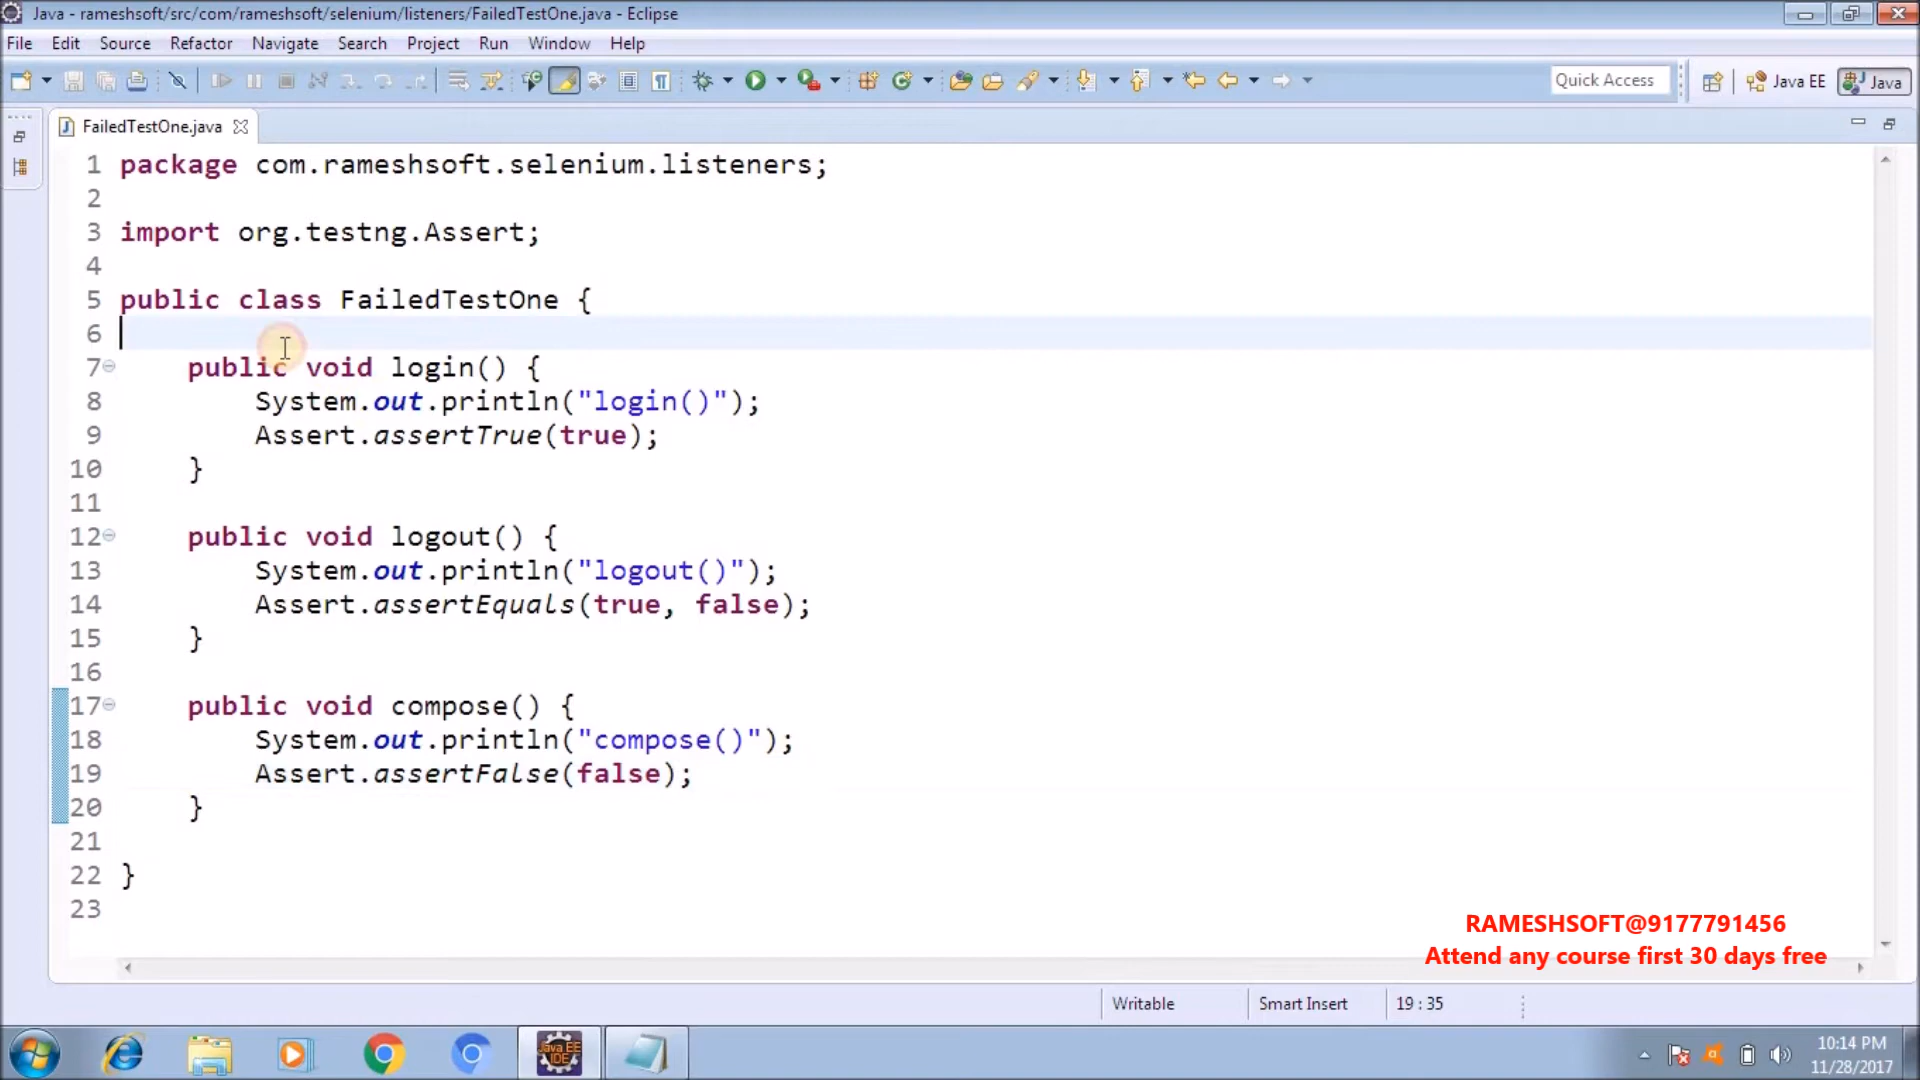 Java - rameshsoft/src/com/rameshsoft/selenium/listeners/FailedTestOne.java - Eclipse
File Edit Source Refactor Navigate Search Project Run Window Help
Quick Access Java EE Java
FailedTestOne.java
1 package com.rameshsoft.selenium.listeners;
2
3 import org.testng.Assert;
4
5 public class FailedTestOne {
6
7 public void login() {
8 System.out.println("login()");
9 Assert.assertTrue(true);
10 }
11
12 public void logout() {
13 System.out.println("logout()");
14 Assert.assertEquals(true, false);
15 }
16
17 public void compose() {
18 System.out.println("compose()");
19 Assert.assertFalse(false);
20 }
21
22 }
23
RAMESHSOFT@9177791456
Attend any course first 30 days free
Writable Smart Insert 19 : 35
Java EE
IDE
10:14 PM
11/28/2017